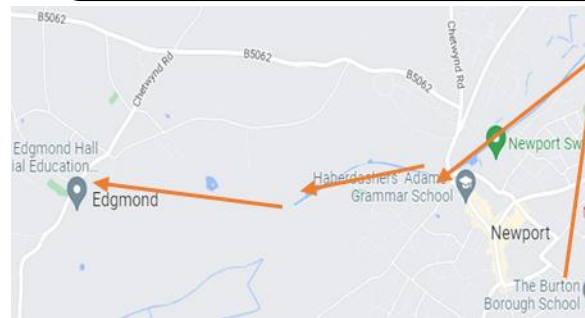 B5062
B5062
B5062
Chetwynd Rd
Chetwynd Rd
Edgmond Hall
ial Education...
Edgmond
Haberdashers' Adams
Grammar School
Newport Sw
Newport
The Burton
Borough School